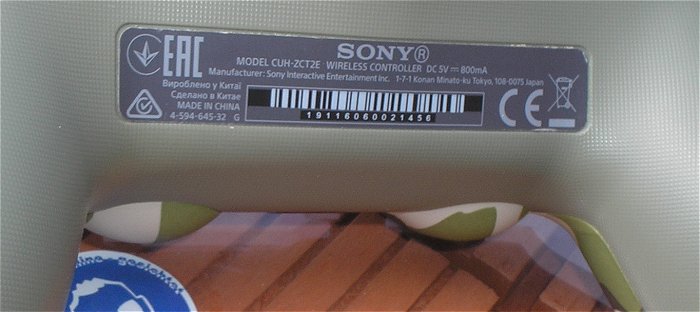 SONY®
EAC
MODEL CUH-ZCT2E WIRELESS CONTROLLER DC 5V ⎓ 800mA
Manufacturer: Sony Interactive Entertainment Inc. 1-7-1 Konan Minato-ku Tokyo, 108-0075 Japan
Вироблено у Китаї
Сделано в Китае
MADE IN CHINA
4-594-645-32 G
19116060021456
CE